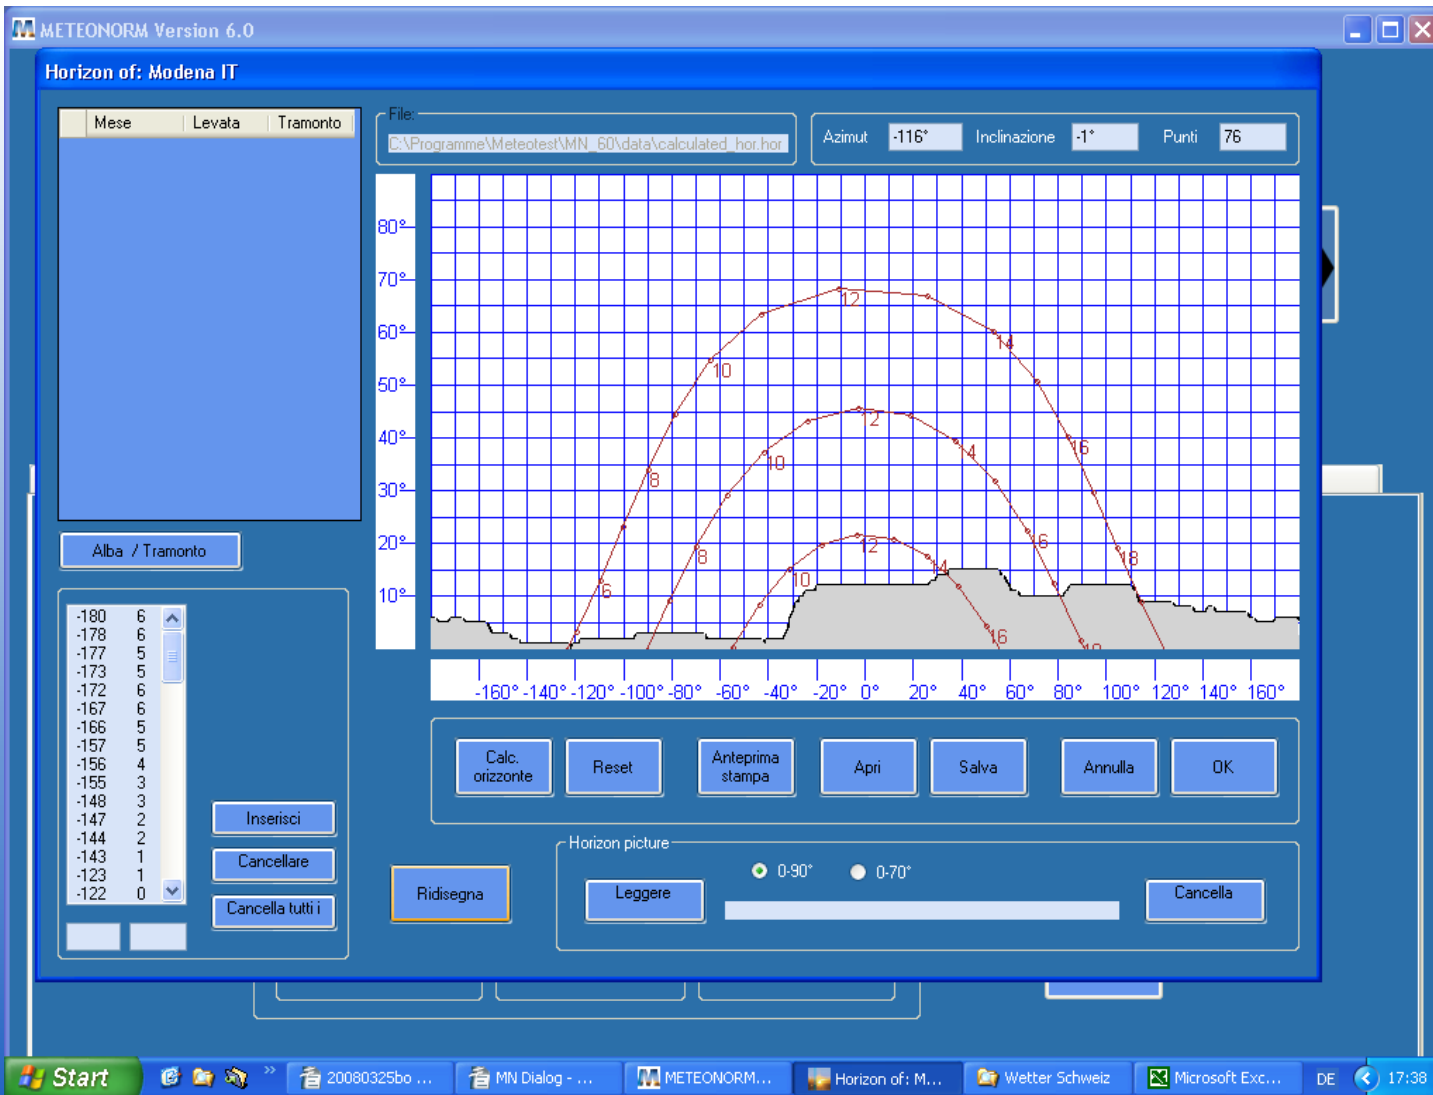 METEONORM Version 6.0
Horizon of: Modena IT
Mese Levata Tramonto
File:
C:\Programme\Meteotest\MN_60\data\calculated_hor.hor
Azimut -116° Inclinazione -1° Punti 76
80°
70°
60°
50°
40°
30°
20°
10°
12
10
14
8
16
6
18
12
10
14
8
16
18
12
10
14
16
-160° -140° -120° -100° -80° -60° -40° -20° 0° 20° 40° 60° 80° 100° 120° 140° 160°
Alba / Tramonto
-180 6
-178 6
-177 5
-173 5
-172 6
-167 6
-166 5
-157 5
-156 4
-155 3
-148 3
-147 2
-144 2
-143 1
-123 1
-122 0
Inserisci
Cancellare
Cancella tutti i
Calc. orizzonte
Reset
Anteprima stampa
Apri
Salva
Annulla
OK
Ridisegna
Horizon picture
0-90° 0-70°
Leggere
Cancella
Start
20080325bo ...
MN Dialog - ...
METEONORM...
Horizon of: M...
Wetter Schweiz
Microsoft Exc...
DE
17:38